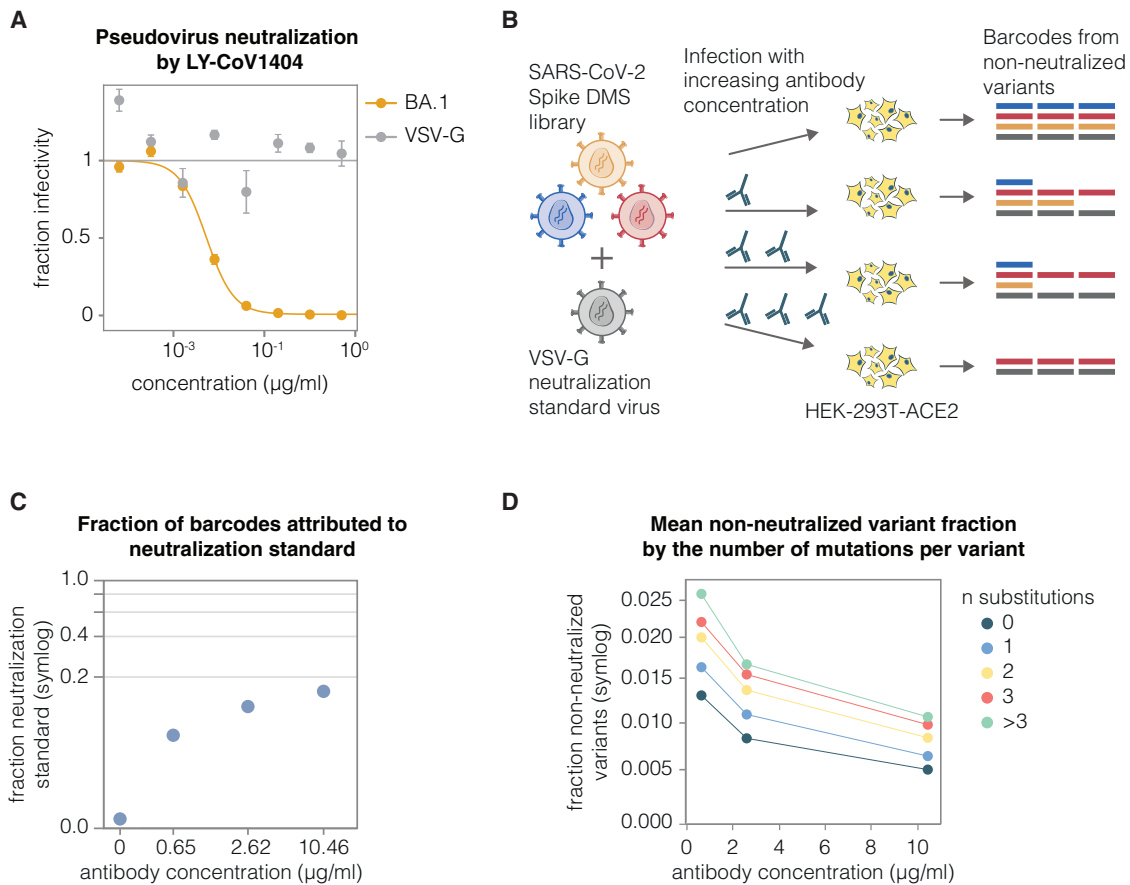 A
Pseudovirus neutralization
by LY-CoV1404
BA.1
VSV-G
fraction infectivity
1
0.5
0
10-3
10-1
100
concentration (µg/ml)
B
SARS-CoV-2
Spike DMS
library
Infection with
increasing antibody
concentration
Barcodes from
non-neutralized
variants
+
VSV-G
neutralization
standard virus
HEK-293T-ACE2
C
Fraction of barcodes attributed to
neutralization standard
fraction neutralization
standard (symlog)
1.0
0.4
0.2
0.0
0
0.65
2.62
10.46
antibody concentration (µg/ml)
D
Mean non-neutralized variant fraction
by the number of mutations per variant
fraction non-neutralized
variants (symlog)
0.025
0.020
0.015
0.010
0.005
0.000
0
2
4
6
8
10
antibody concentration (µg/ml)
n substitutions
0
1
2
3
>3